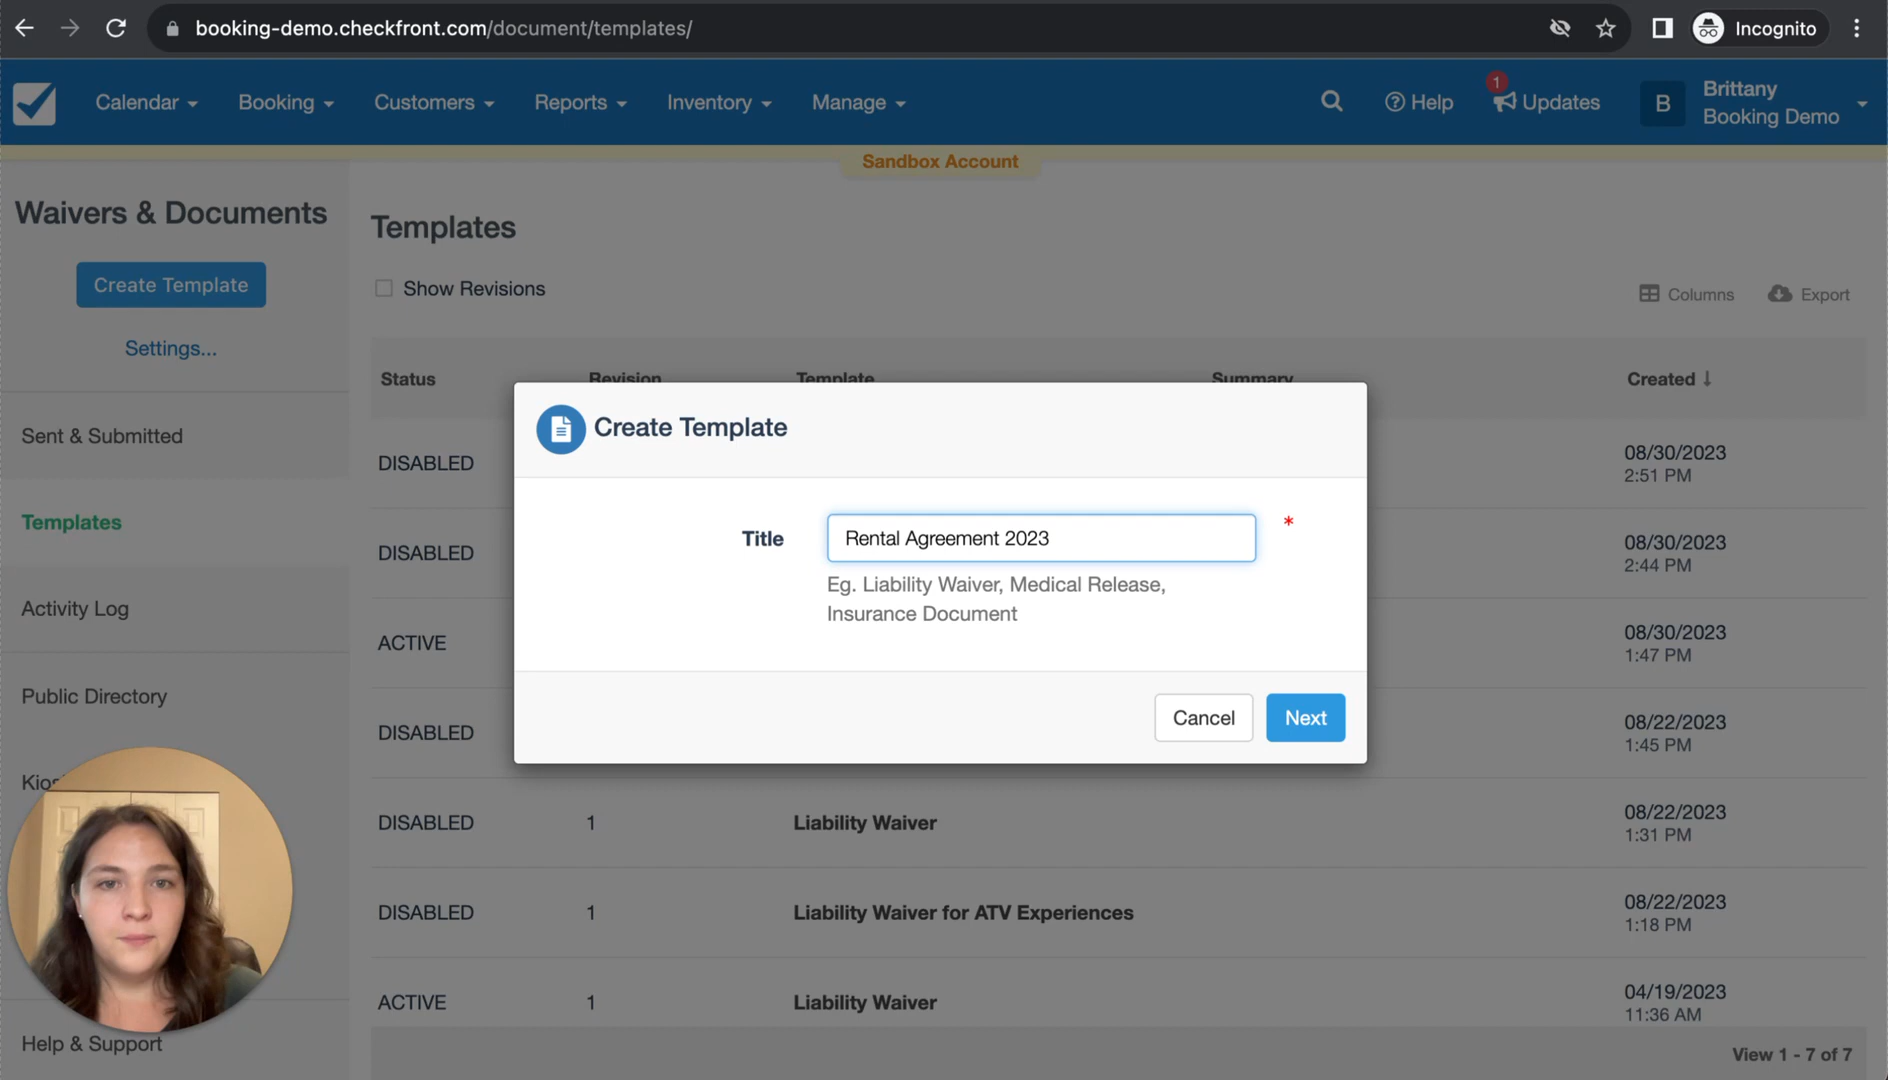 booking-demo.checkfront.com/document/templates/
Incognito
Calendar
Booking
Customers
Reports
Inventory
Manage
Help
1
Updates
B
Brittany
Booking Demo
Sandbox Account
Waivers & Documents
Create Template
Settings...
Sent & Submitted
Templates
Activity Log
Public Directory
Help & Support
Templates
Show Revisions
Columns
Export
Status Revision Template Summary Created
DISABLED 08/30/2023
2:51 PM
DISABLED 08/30/2023
2:44 PM
ACTIVE 08/30/2023
1:47 PM
DISABLED 08/22/2023
1:45 PM
DISABLED 1 Liability Waiver 08/22/2023
1:31 PM
DISABLED 1 Liability Waiver for ATV Experiences 08/22/2023
1:18 PM
ACTIVE 1 Liability Waiver 04/19/2023
11:36 AM
View 1 - 7 of 7
Create Template
Title Rental Agreement 2023 *
Eg. Liability Waiver, Medical Release,
Insurance Document
Cancel
Next